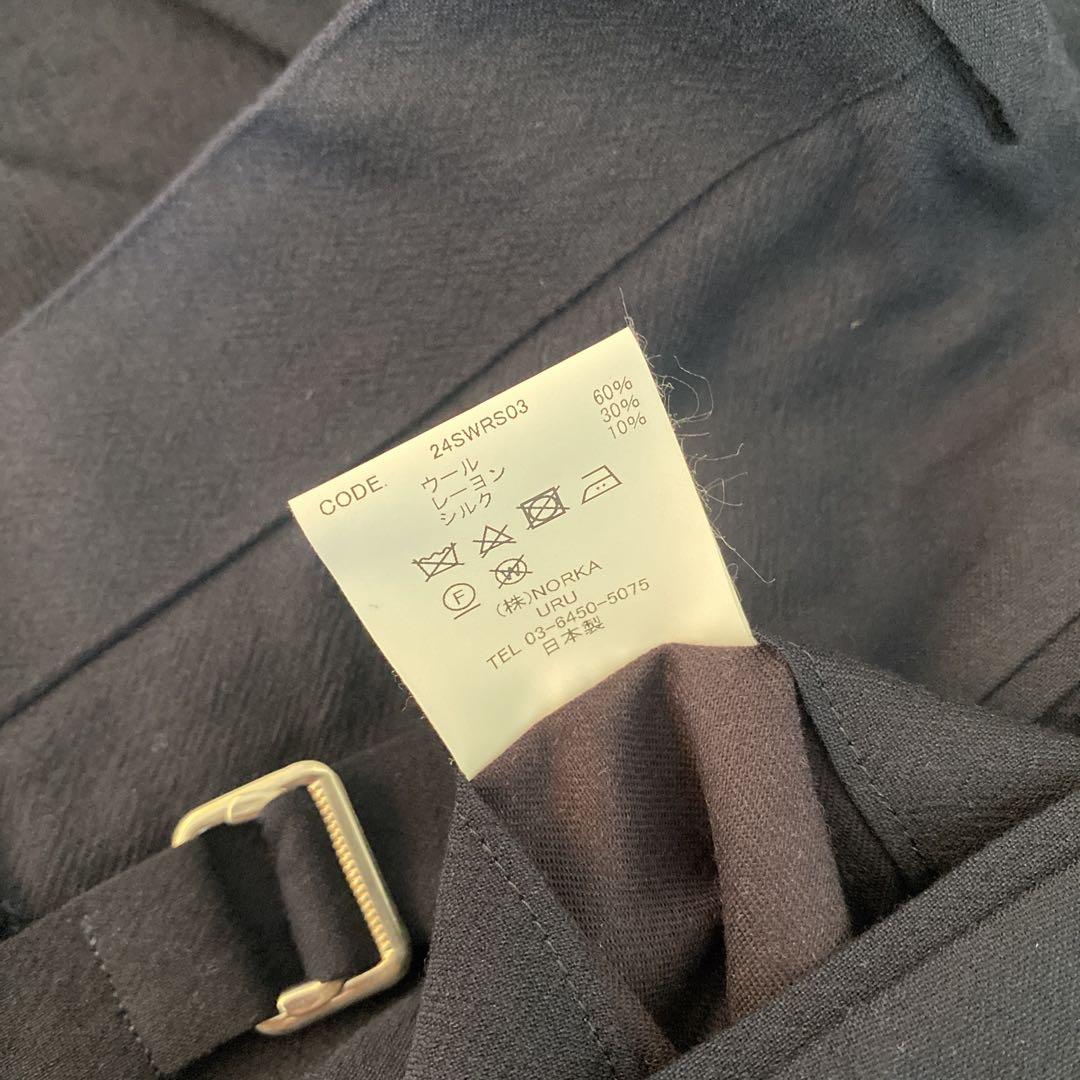 CODE. 24SWRS03
ウール 60%
レーヨン 30%
シルク 10%
F W
(株)NORKA
URU
TEL 03-6450-5075
日本製